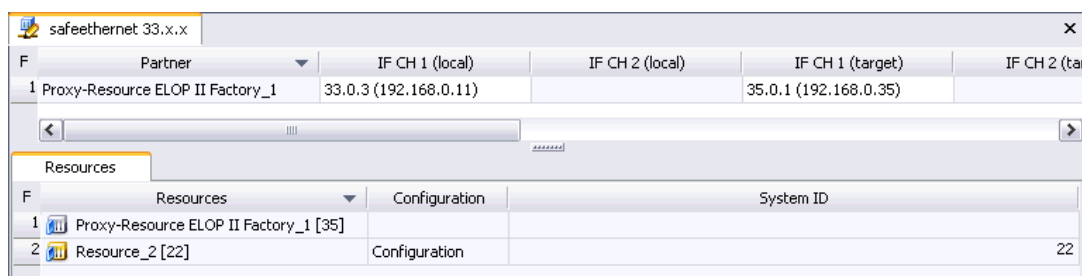 safeethernet 33.x.x
F Partner IF CH 1 (local) IF CH 2 (local) IF CH 1 (target) IF CH 2 (ta
1 Proxy-Resource ELOP II Factory_1 33.0.3 (192.168.0.11) 35.0.1 (192.168.0.35)
Resources
F Resources Configuration System ID
1 Proxy-Resource ELOP II Factory_1 [35]
2 Resource_2 [22] Configuration 22